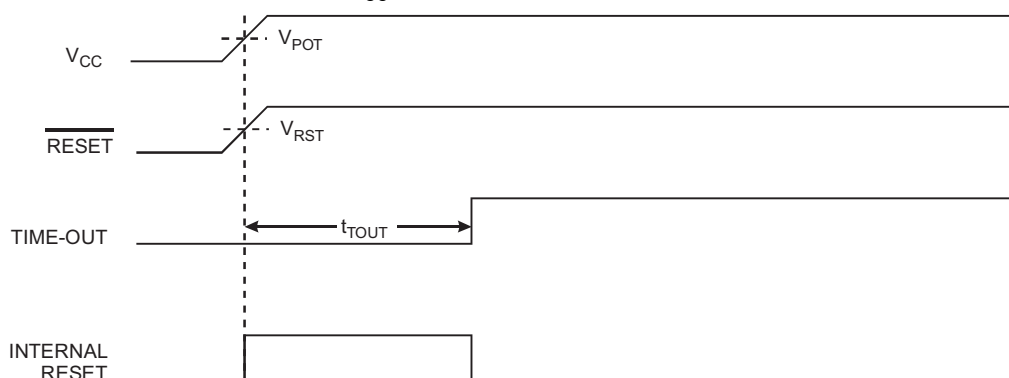 VCC
VPOT
RESET
VRST
TIME-OUT
tTOUT
INTERNAL
RESET